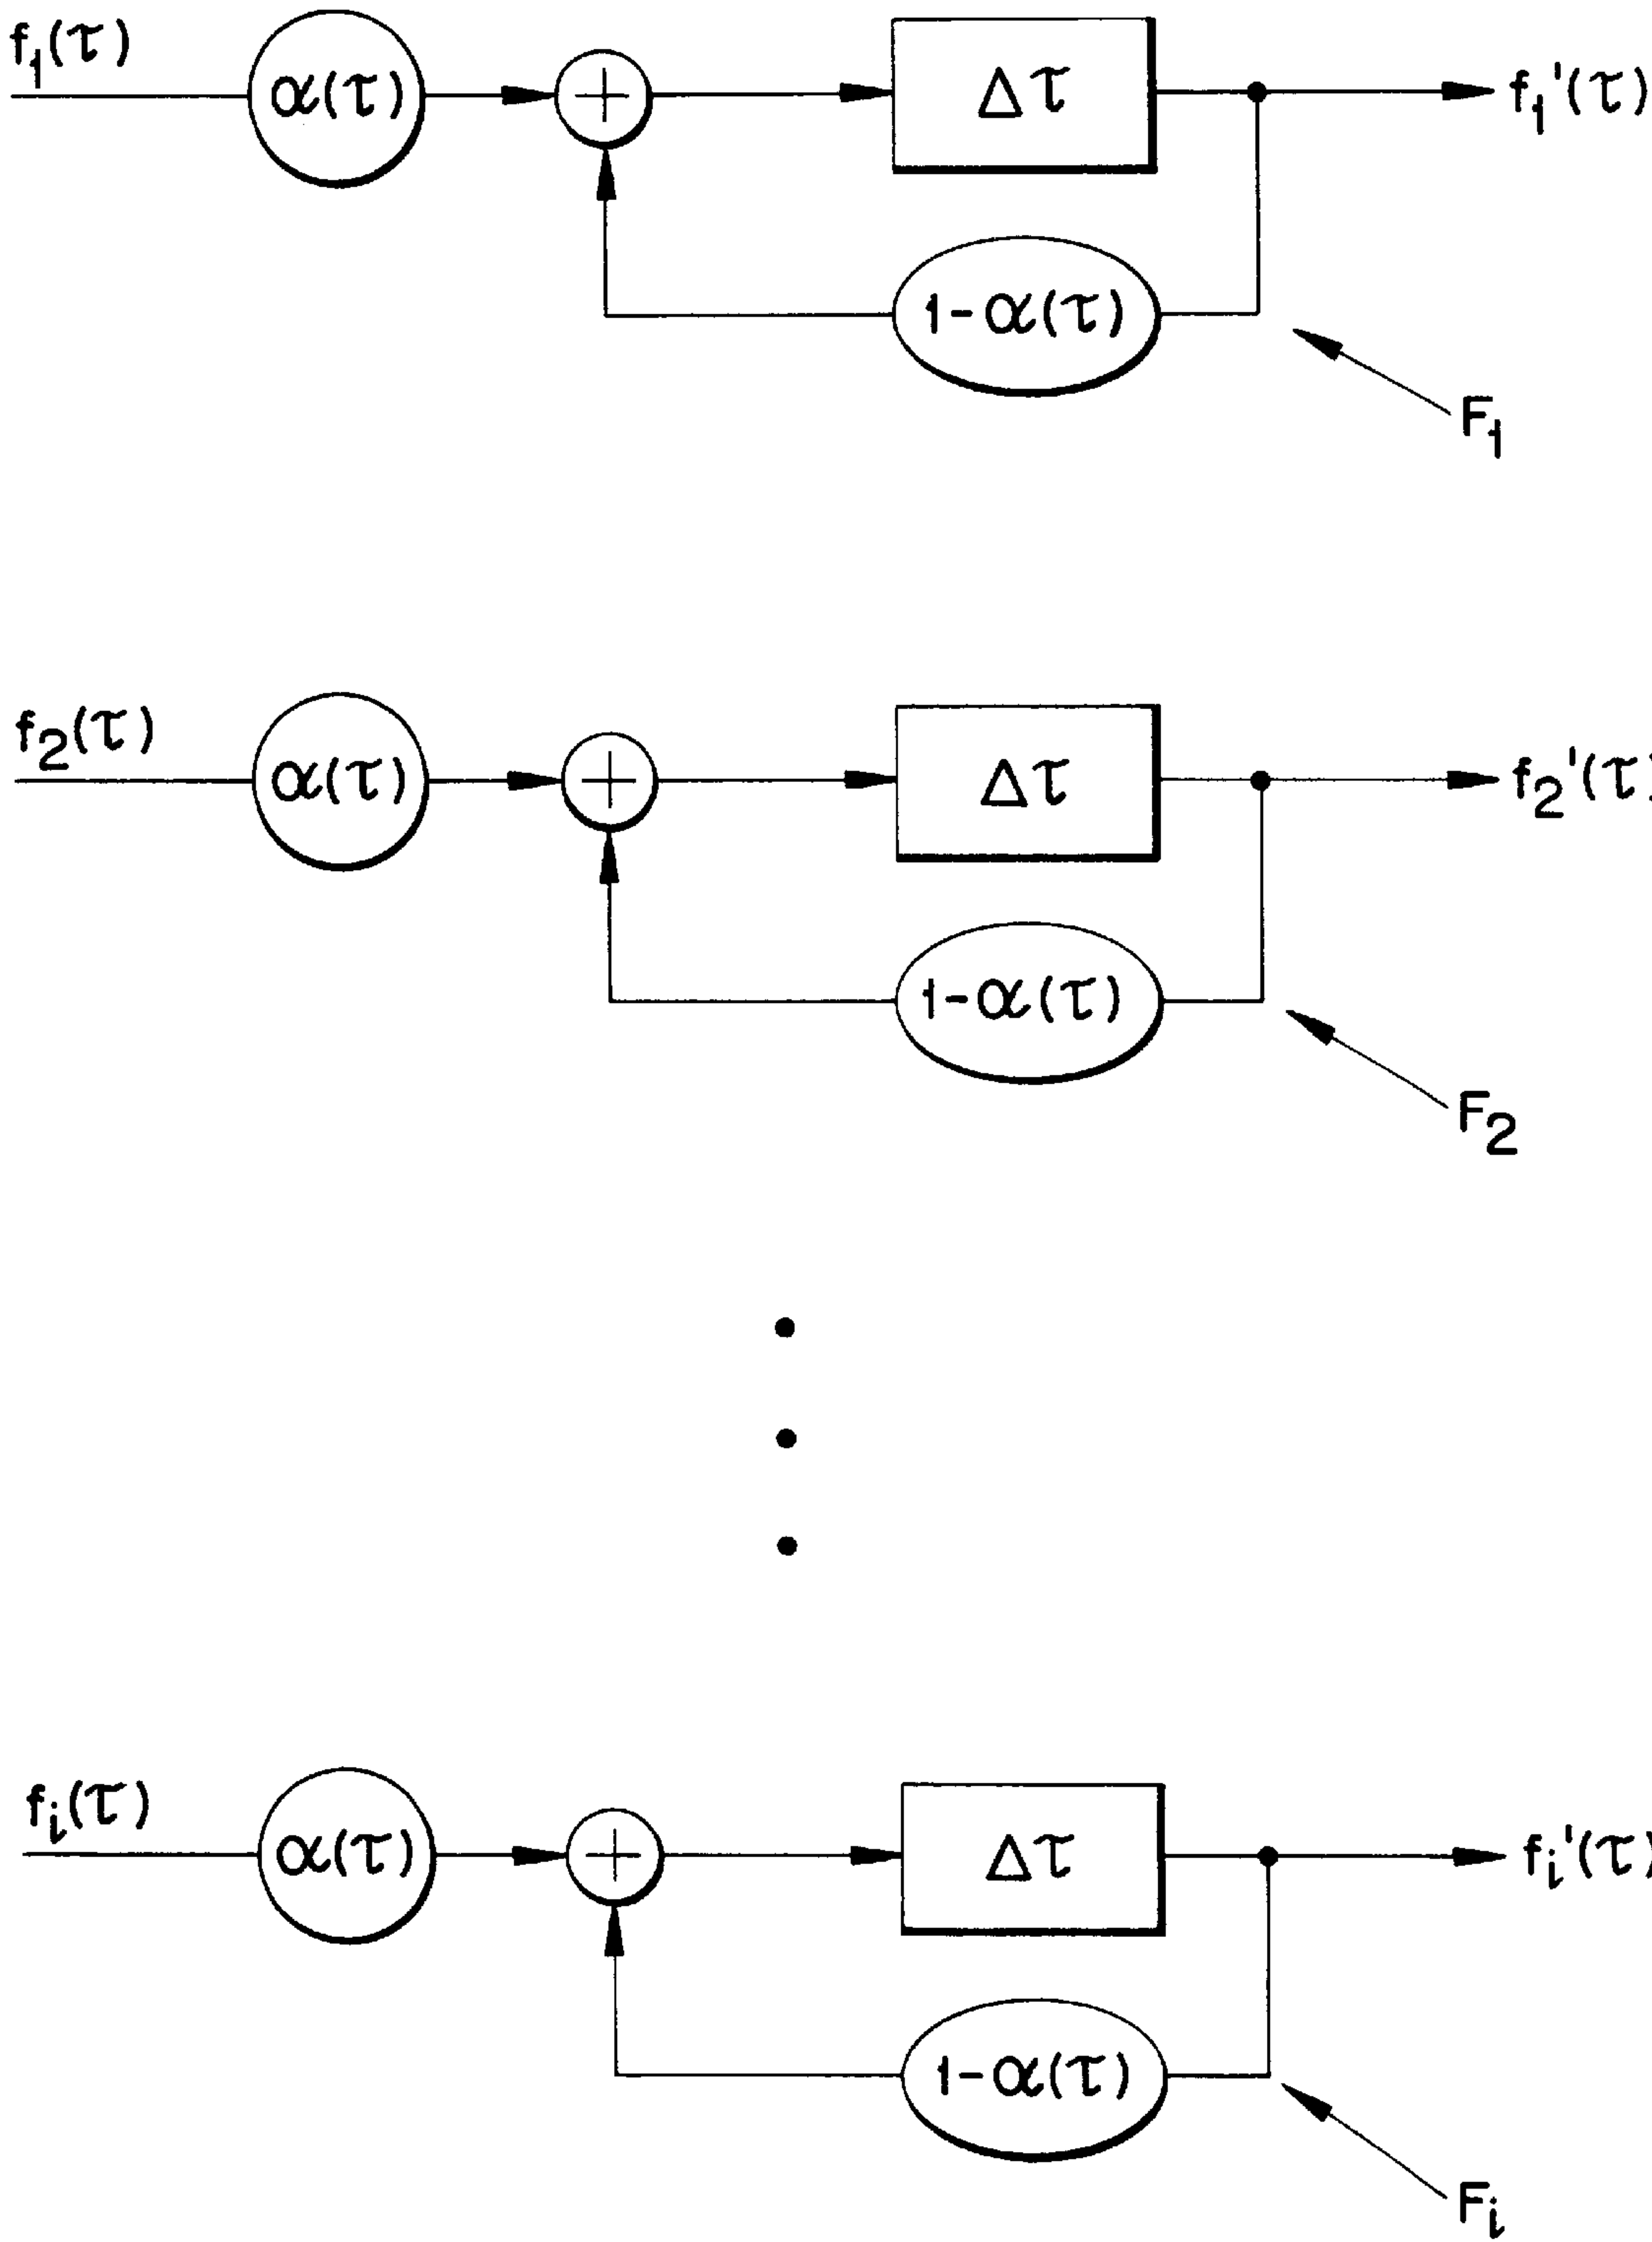 f₁(τ)
α(τ)
+
Δτ
f₁'(τ)
1-α(τ)
F₁
f₂(τ)
α(τ)
+
Δτ
f₂'(τ)
1-α(τ)
F₂
fᵢ(τ)
α(τ)
+
Δτ
fᵢ'(τ)
1-α(τ)
Fᵢ